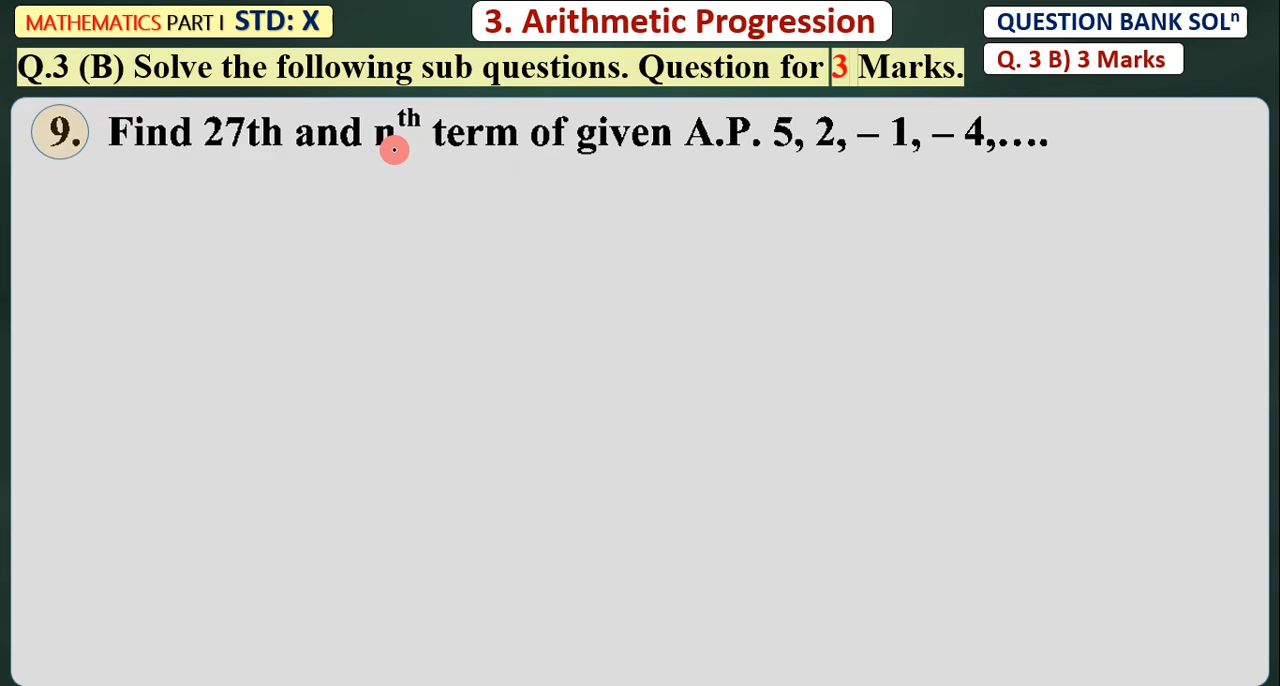 MATHEMATICS PART I STD: X
3. Arithmetic Progression
QUESTION BANK SOLⁿ
Q.3 (B) Solve the following sub questions. Question for 3 Marks.
Q. 3 B) 3 Marks
9. Find 27th and nᵗʰ term of given A.P. 5, 2, – 1, – 4,....